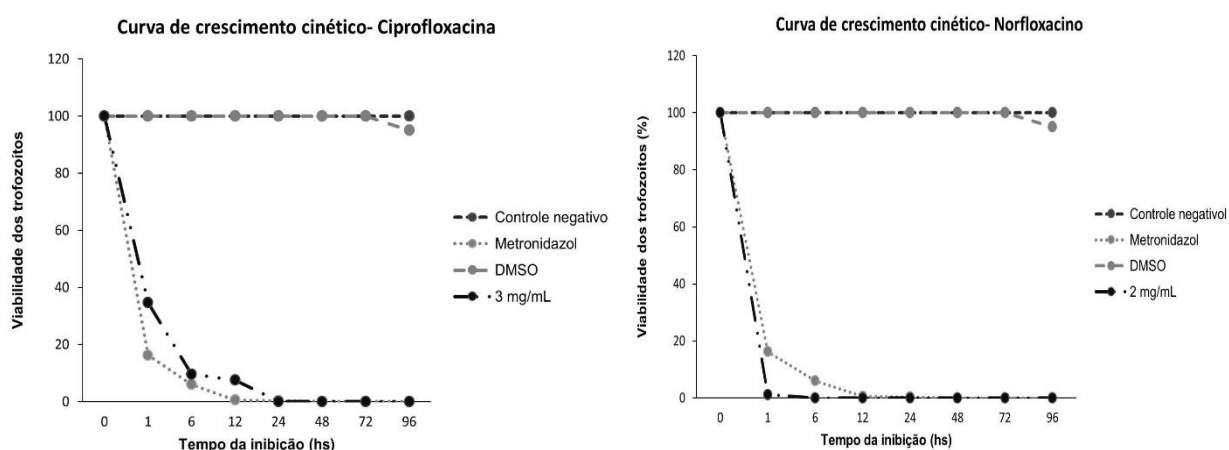 Curva de crescimento cinético- Ciprofloxacina
Viabilidade dos trofozoitos
120
100
80
60
40
20
0
0 1 6 12 24 48 72 96
Tempo da inibição (hs)
Controle negativo
Metronidazol
DMSO
3 mg/mL
Curva de crescimento cinético- Norfloxacino
Viabilidade dos trofozoitos (%)
120
100
80
60
40
20
0
0 1 6 12 24 48 72 96
Tempo da inibição (hs)
Controle negativol
Metronidazol
DMSO
2 mg/mL